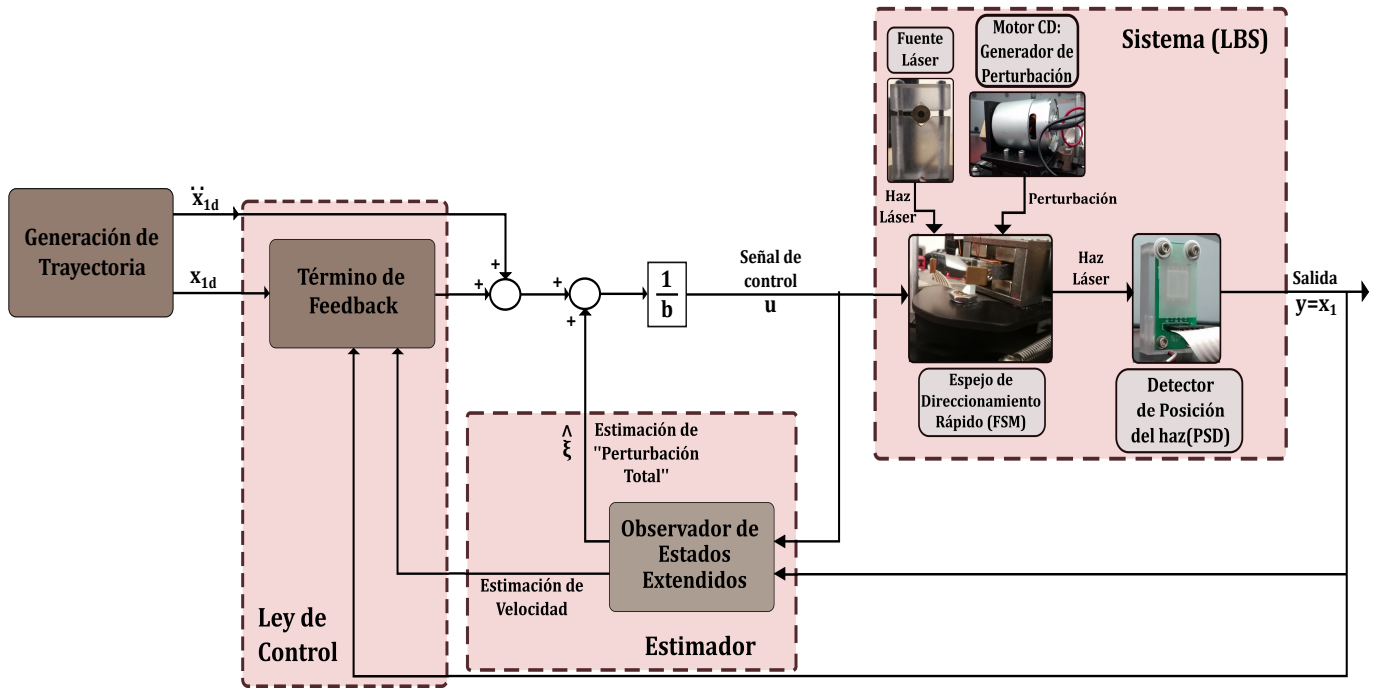 Sistema (LBS)
Fuente
Láser
Motor CD:
Generador de
Perturbación
Haz
Láser
Perturbación
Generación de
Trayectoria
ẍ1d
x1d
Término de
Feedback
+
+
+
+
1
b
Señal de
control
u
Haz
Láser
Salida
y=x1
Espejo de
Direccionamiento
Rápido (FSM)
Detector
de Posición
del haz(PSD)
^
ξ
Estimación de
"Perturbación
Total"
Observador de
Estados
Extendidos
Estimación de
Velocidad
Ley de
Control
Estimador